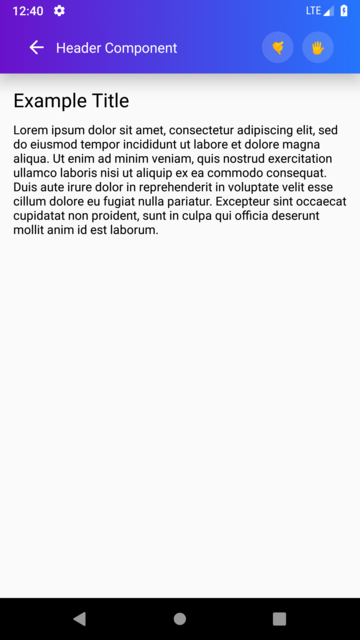 12:40 LTE
Header Component
Example Title
Lorem ipsum dolor sit amet, consectetur adipiscing elit, sed
do eiusmod tempor incididunt ut labore et dolore magna
aliqua. Ut enim ad minim veniam, quis nostrud exercitation
ullamco laboris nisi ut aliquip ex ea commodo consequat.
Duis aute irure dolor in reprehenderit in voluptate velit esse
cillum dolore eu fugiat nulla pariatur. Excepteur sint occaecat
cupidatat non proident, sunt in culpa qui officia deserunt
mollit anim id est laborum.